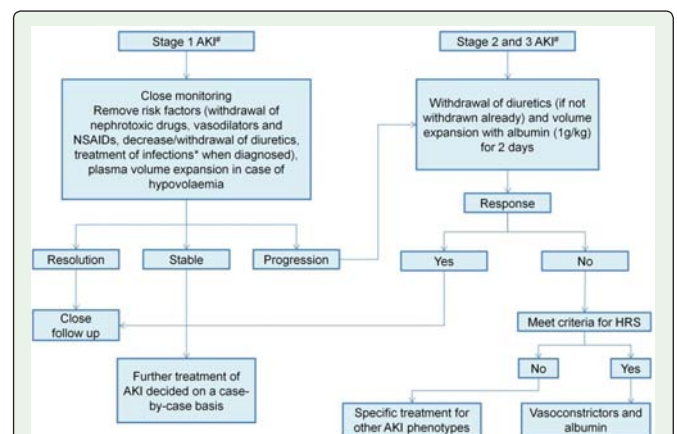 Stage 1 AKI#
Stage 2 and 3 AKI#
Close monitoring
Remove risk factors (withdrawal of
nephrotoxic drugs, vasodilators and
NSAIDs, decrease/withdrawal of diuretics,
treatment of infections* when diagnosed),
plasma volume expansion in case of
hypovolaemia
Withdrawal of diuretics (if not
withdrawn already) and volume
expansion with albumin (1g/kg)
for 2 days
Response
Resolution
Stable
Progression
Yes
No
Close
follow up
Meet criteria for HRS
No
Yes
Further treatment of
AKI decided on a case-
by-case basis
Specific treatment for
other AKI phenotypes
Vasoconstrictors and
albumin